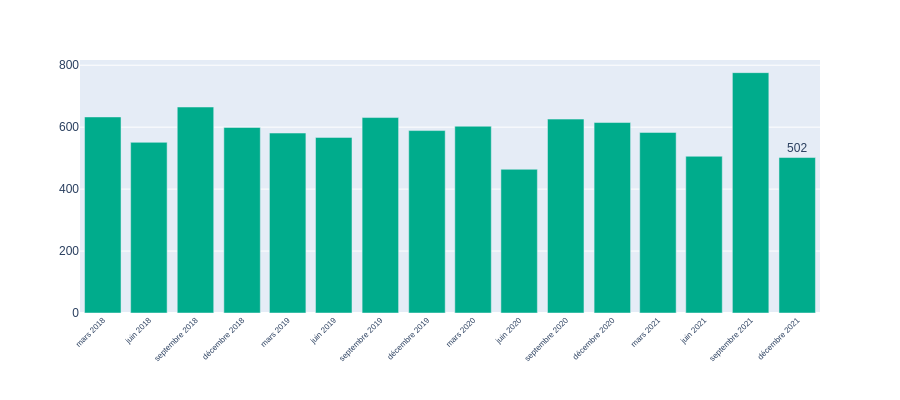 800
600
400
200
0
502
mars 2018
juin 2018
septembre 2018
décembre 2018
mars 2019
juin 2019
septembre 2019
décembre 2019
mars 2020
juin 2020
septembre 2020
décembre 2020
mars 2021
juin 2021
septembre 2021
décembre 2021